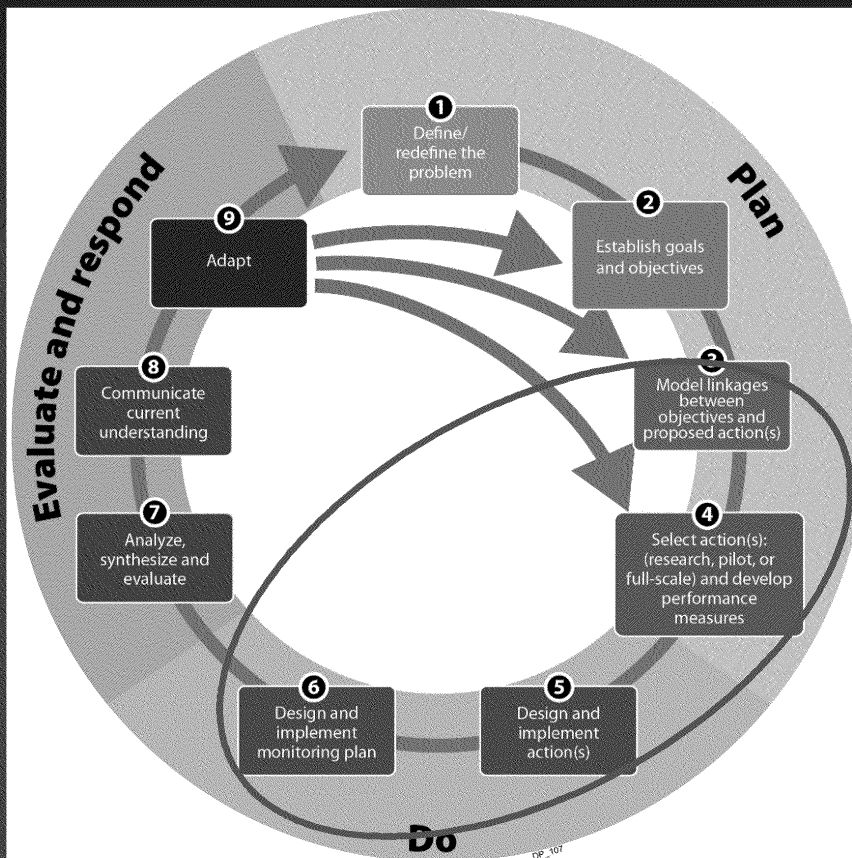 1
Define/
redefine the
problem
2
Establish goals
and objectives
3
Model linkages
between
objectives and
proposed action(s)
4
Select action(s):
(research, pilot, or
full-scale) and develop
performance
measures
5
Design and
implement
action(s)
6
Design and
implement
monitoring plan
7
Analyze,
synthesize and
evaluate
8
Communicate
current
understanding
9
Adapt
Plan
Do
Evaluate and respond
DP_107